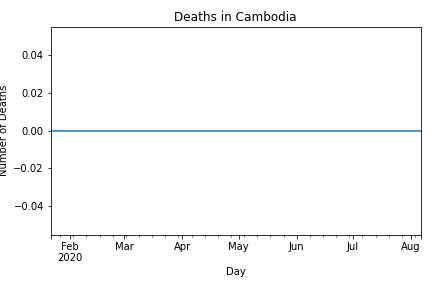 Deaths in Cambodia
0.04
0.02
0.00
−0.02
−0.04
Number of Deaths
Feb
2020
Mar
Apr
May
Jun
Jul
Aug
Day